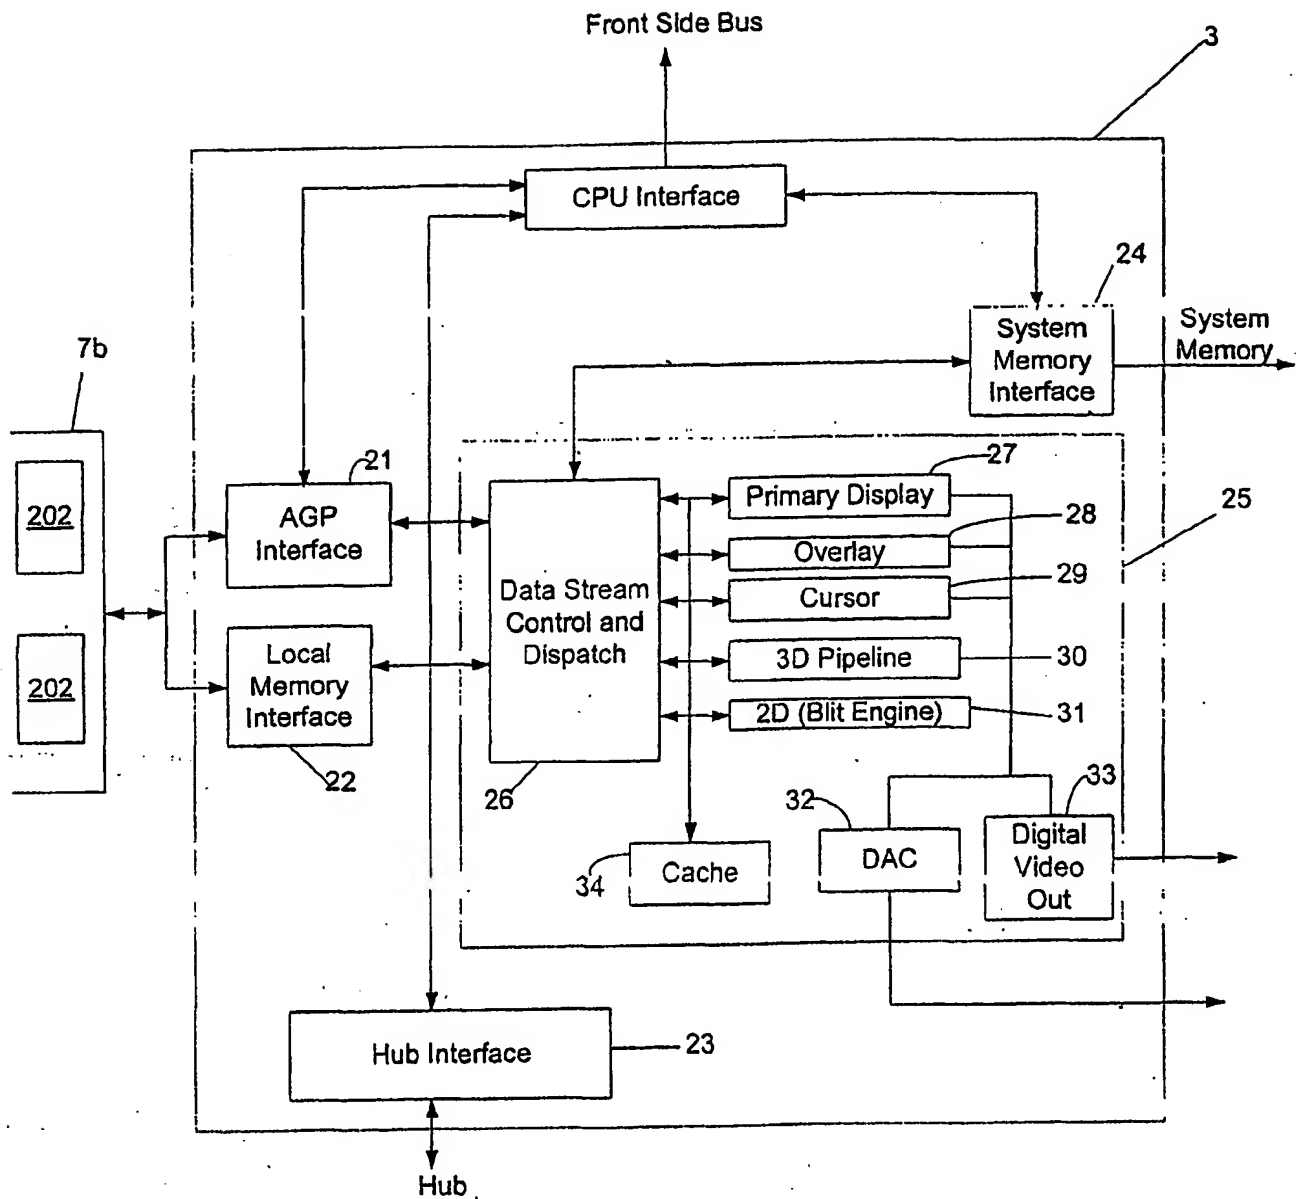 Front Side Bus
3
CPU Interface
24
System
Memory
Interface
System
Memory
7b
202
202
21
AGP
Interface
Local
Memory
Interface
22
27
Primary Display
25
28
Overlay
29
Cursor
Data Stream
Control and
Dispatch
3D Pipeline
30
2D (Blit Engine)
31
26
32
33
DAC
Digital
Video
Out
34
Cache
Hub Interface
23
Hub